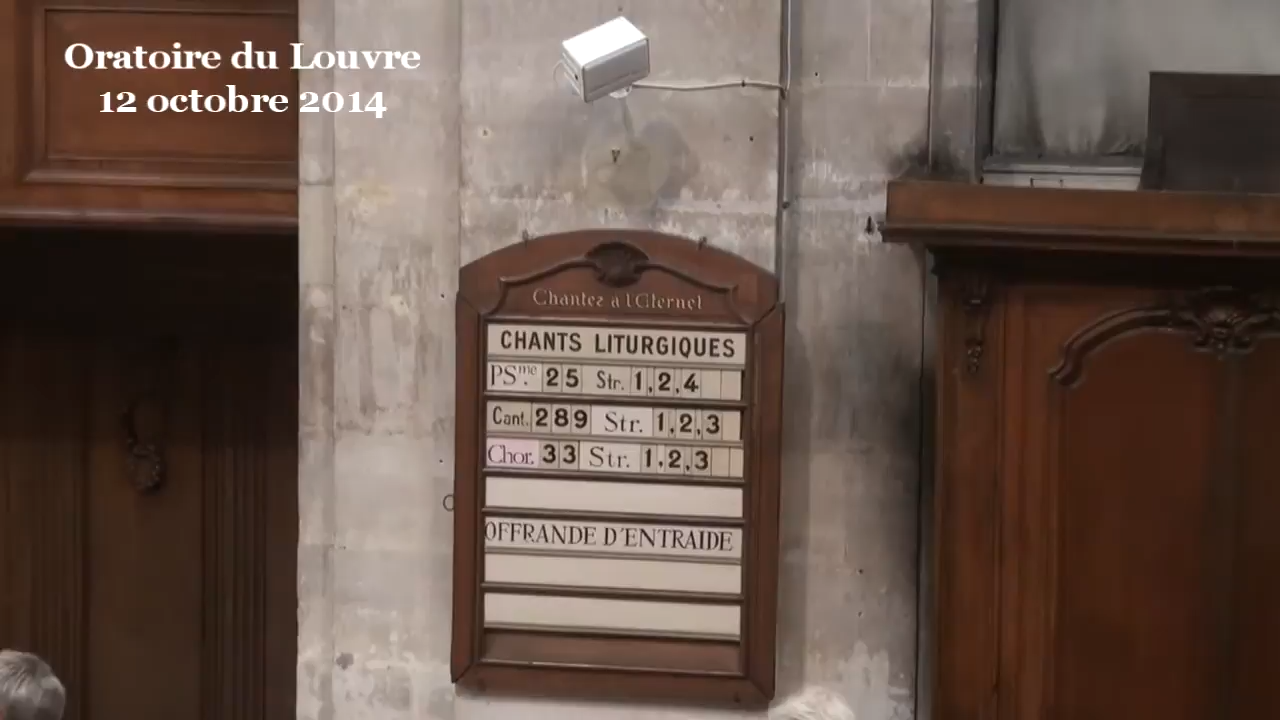 Oratoire du Louvre
12 octobre 2014
Chantez à l'Eternel
CHANTS LITURGIQUES
PS.me 25 Str. 1,2,4
Cant. 289 Str. 1,2,3
Chor. 33 Str. 1,2,3
OFFRANDE D'ENTRAIDE